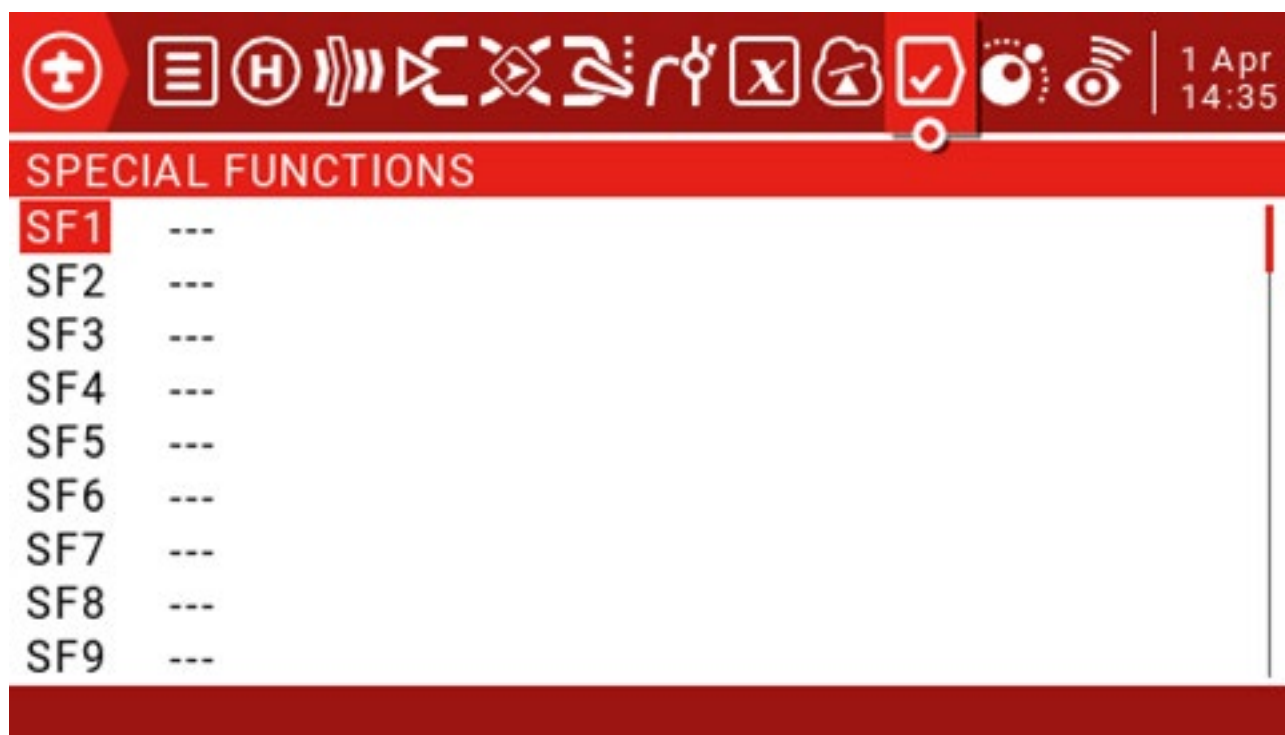 1 Apr
14:35
SPECIAL FUNCTIONS
SF1 ---
SF2 ---
SF3 ---
SF4 ---
SF5 ---
SF6 ---
SF7 ---
SF8 ---
SF9 ---